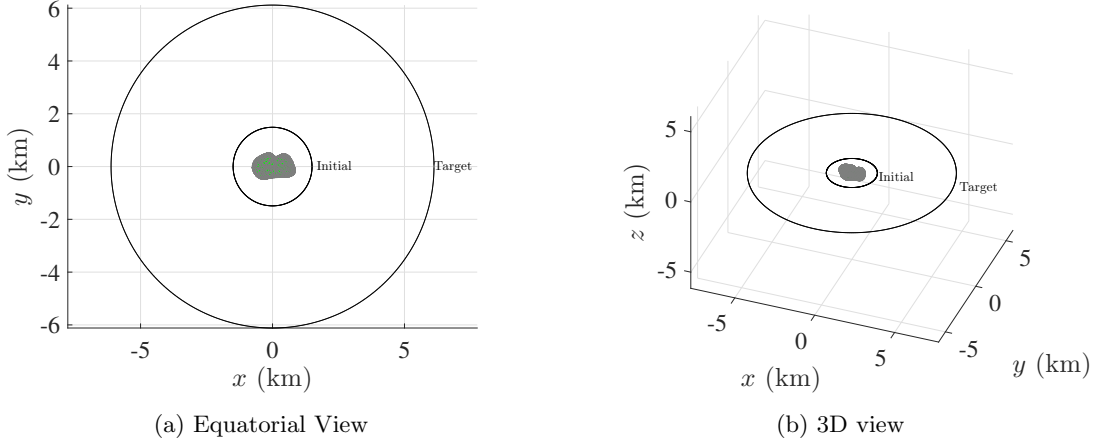 6
4
2
0
-2
-4
-6
y (km)
Initial
Target
-5
0
5
x (km)
(a) Equatorial View
5
0
-5
z (km)
Initial
Target
-5
0
5
x (km)
5
0
-5
y (km)
(b) 3D view